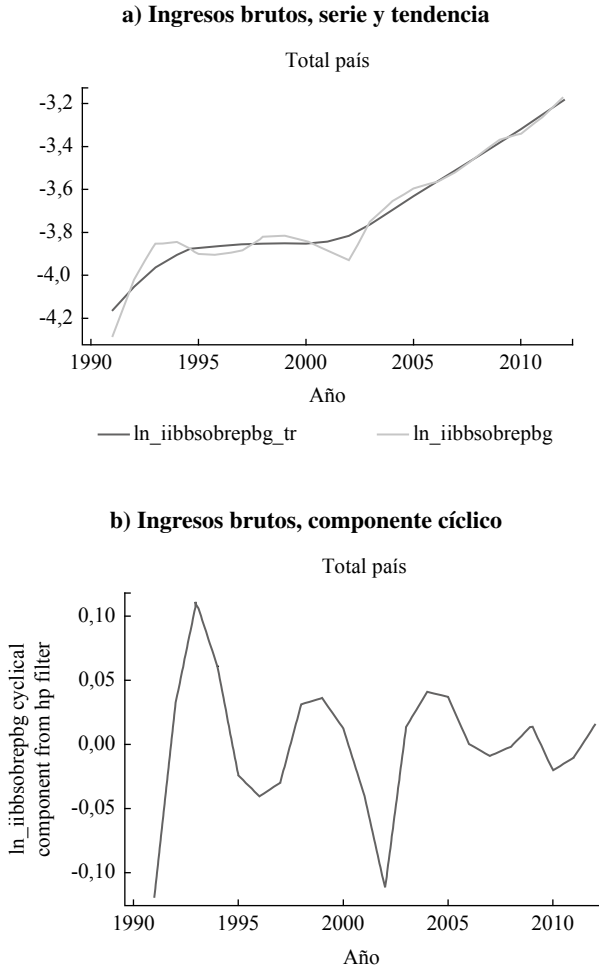 a) Ingresos brutos, serie y tendencia
Total país
-3,2
-3,4
-3,6
-3,8
-4,0
-4,2
1990
1995
2000
2005
2010
Año
ln_iibbsobrepbg_tr
ln_iibbsobrepbg
b) Ingresos brutos, componente cíclico
Total país
ln_iibbsobrepbg cyclical
component from hp filter
0,10
0,05
0,00
-0,05
-0,10
1990
1995
2000
2005
2010
Año